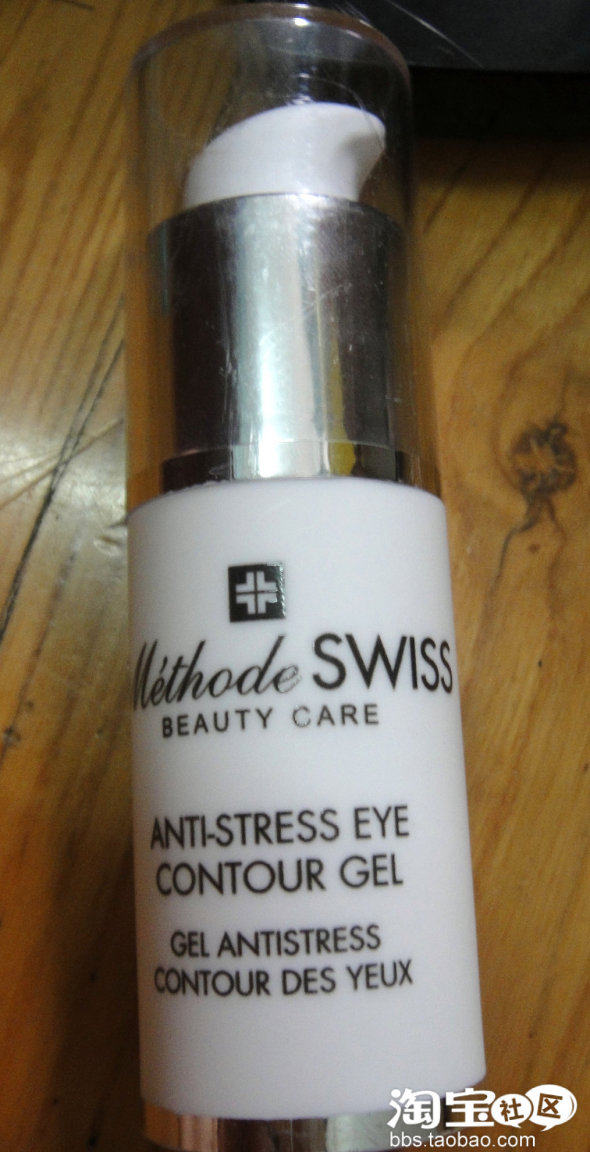 Méthode SWISS
BEAUTY CARE
ANTI-STRESS EYE
CONTOUR GEL
GEL ANTISTRESS
CONTOUR DES YEUX
淘宝社区
bbs.taobao.com